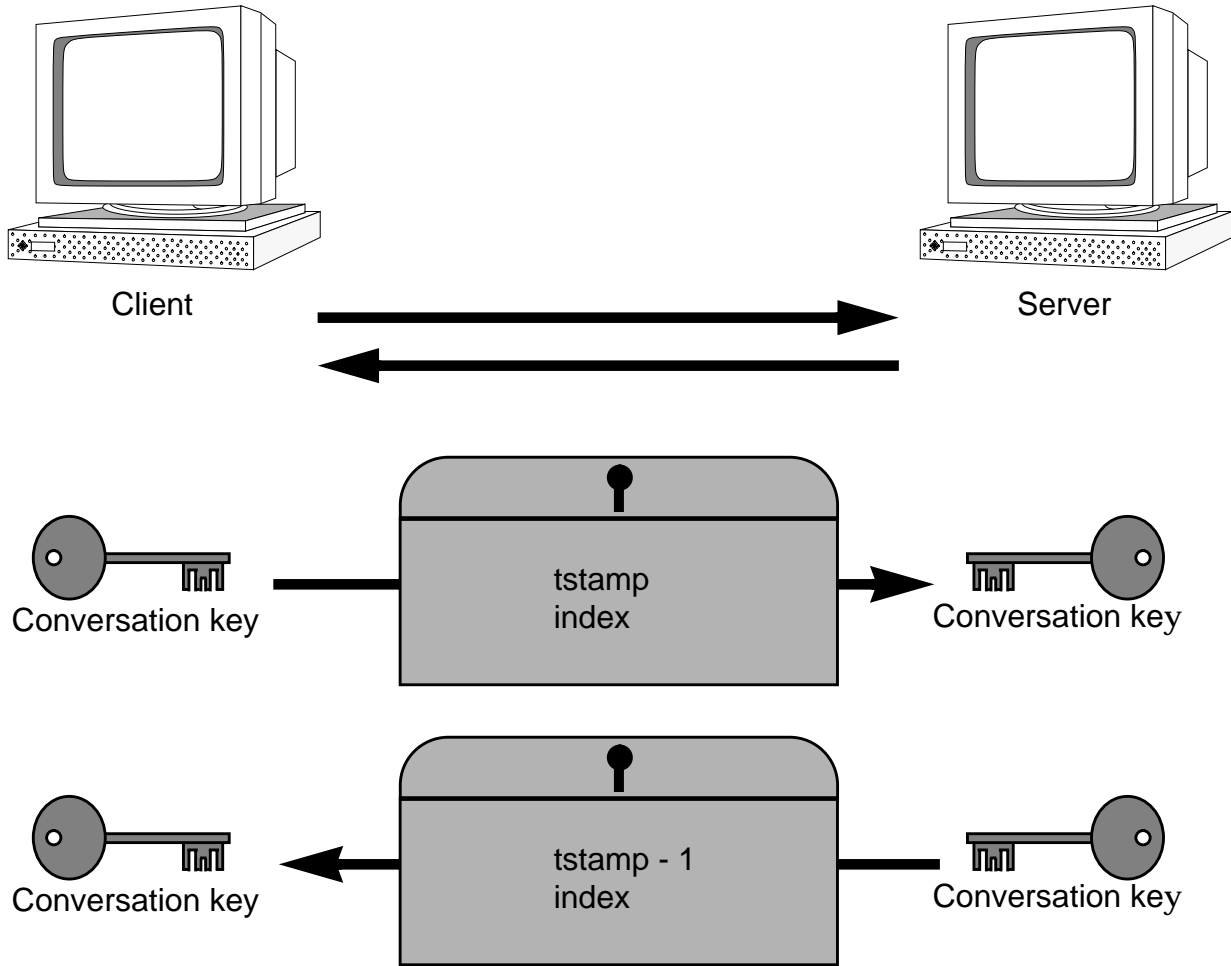 Client
Server
tstamp
index
Conversation key
Conversation key
tstamp - 1
index
Conversation key
Conversation key